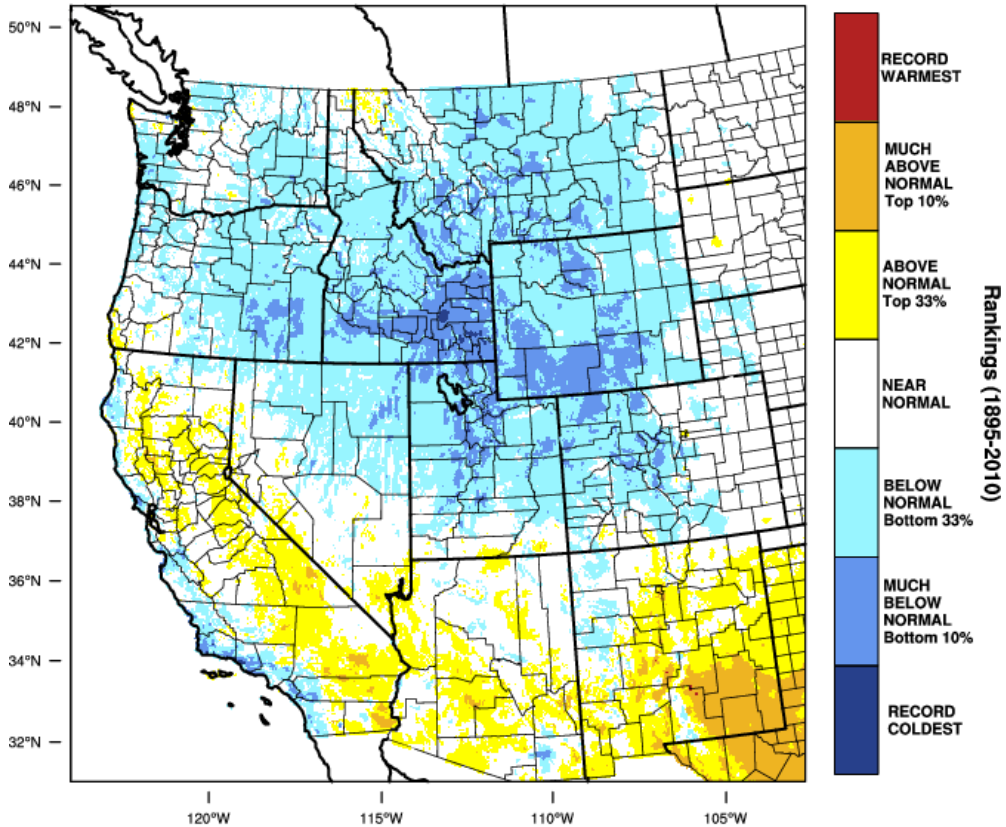 50°N
48°N
46°N
44°N
42°N
40°N
38°N
36°N
34°N
32°N
120°W
115°W
110°W
105°W
RECORD
WARMEST
MUCH
ABOVE
NORMAL
Top 10%
ABOVE
NORMAL
Top 33%
NEAR
NORMAL
BELOW
NORMAL
Bottom 33%
MUCH
BELOW
NORMAL
Bottom 10%
RECORD
COLDEST
Rankings (1895-2010)